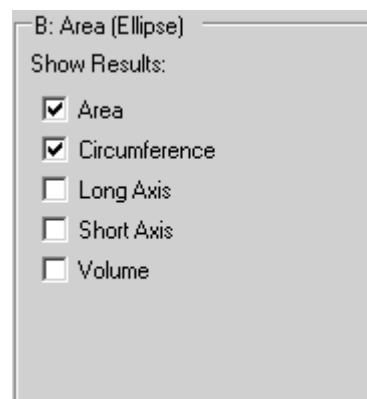 B: Area (Ellipse)
Show Results:
Area
Circumference
Long Axis
Short Axis
Volume